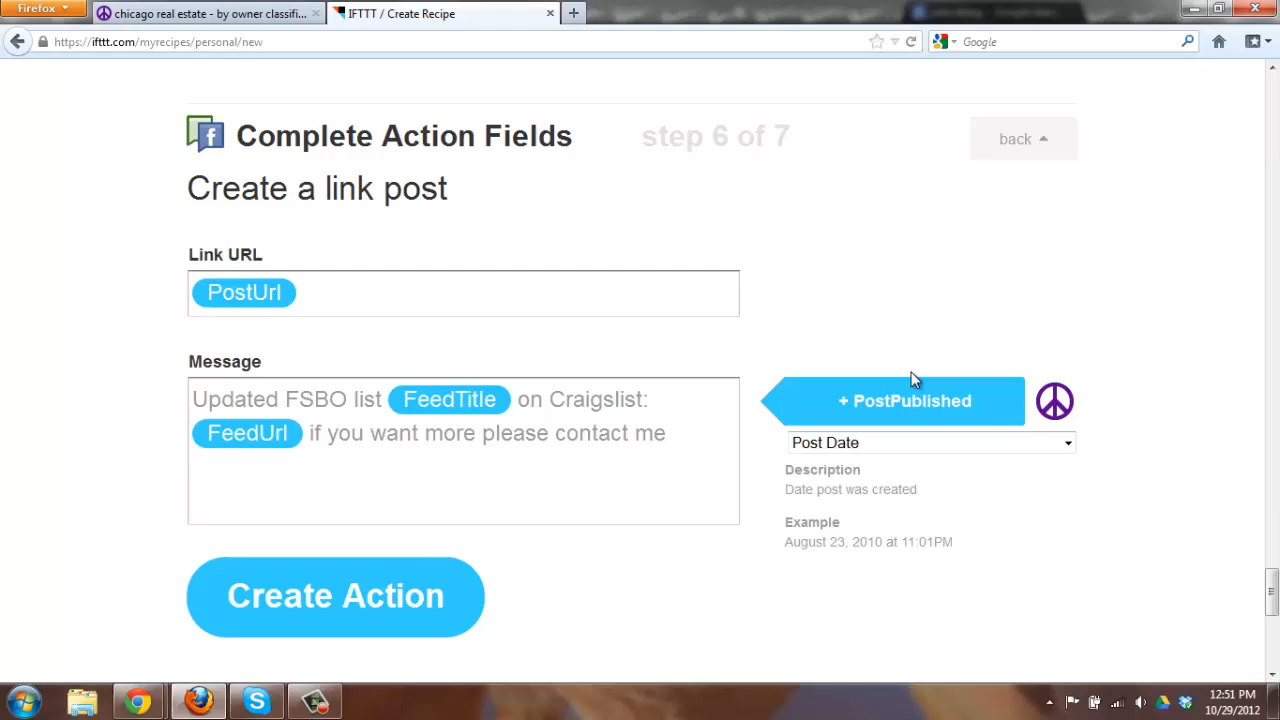 Firefox
chicago real estate - by owner classifi...
IFTTT / Create Recipe
https://ifttt.com/myrecipes/personal/new
Google
Complete Action Fields
step 6 of 7
back
Create a link post
Link URL
PostUrl
Message
Updated FSBO list FeedTitle on Craigslist:
FeedUrl if you want more please contact me
+ PostPublished
Post Date
Description
Date post was created
Example
August 23, 2010 at 11:01PM
Create Action
12:51 PM
10/29/2012